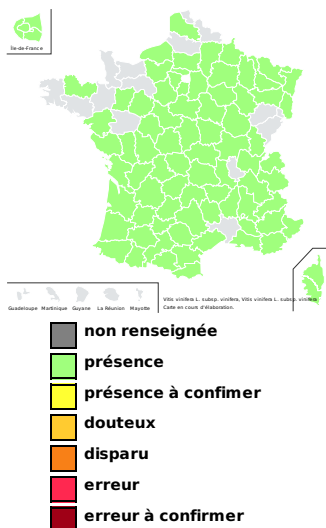 Île-de-France
Guadeloupe Martinique Guyane La Réunion Mayotte
Vitis vinifera L. subsp. vinifera, Vitis vinifera L. subsp. vinifera
Carte en cours d'élaboration.
non renseignée
présence
présence à confimer
douteux
disparu
erreur
erreur à confirmer